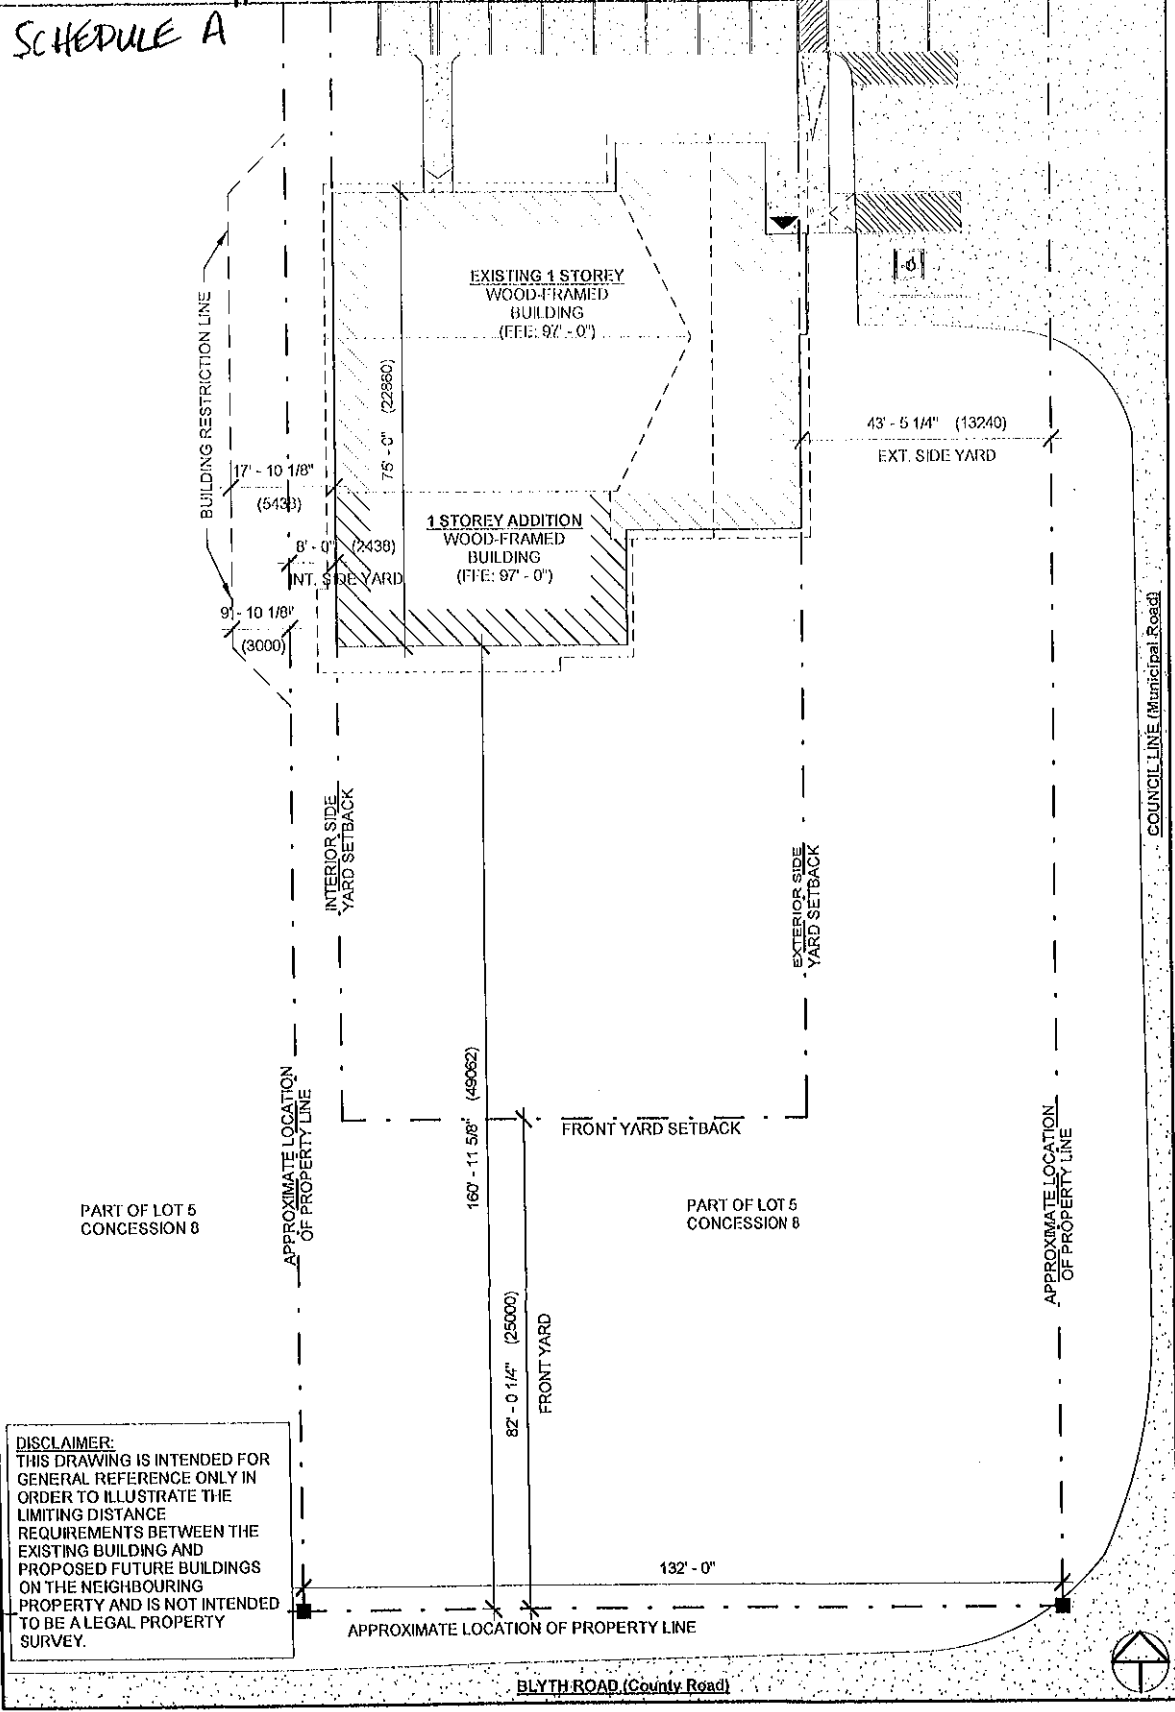 SCHEDULE A
BUILDING RESTRICTION LINE
EXISTING 1 STOREY
WOOD-FRAMED
BUILDING
(FFE: 97' - 0")
75' - 0" (22860)
43' - 5 1/4" (13240)
EXT. SIDE YARD
17' - 10 1/8"
(5438)
1 STOREY ADDITION
WOOD-FRAMED
BUILDING
(FFE: 97' - 0")
8' - 0" (2438)
INT. SIDE YARD
9' - 10 1/8"
(3000)
COUNCIL LINE (Municipal Road)
INTERIOR SIDE
YARD SETBACK
EXTERIOR SIDE
YARD SETBACK
160' - 11 5/8" (49062)
FRONT YARD SETBACK
APPROXIMATE LOCATION
OF PROPERTY LINE
APPROXIMATE LOCATION
OF PROPERTY LINE
PART OF LOT 5
CONCESSION 8
PART OF LOT 5
CONCESSION 8
82' - 0 1/4" (25000)
FRONT YARD
DISCLAIMER:
THIS DRAWING IS INTENDED FOR
GENERAL REFERENCE ONLY IN
ORDER TO ILLUSTRATE THE
LIMITING DISTANCE
REQUIREMENTS BETWEEN THE
EXISTING BUILDING AND
PROPOSED FUTURE BUILDINGS
ON THE NEIGHBOURING
PROPERTY AND IS NOT INTENDED
TO BE A LEGAL PROPERTY
SURVEY.
132' - 0"
APPROXIMATE LOCATION OF PROPERTY LINE
BLYTH ROAD (County Road)